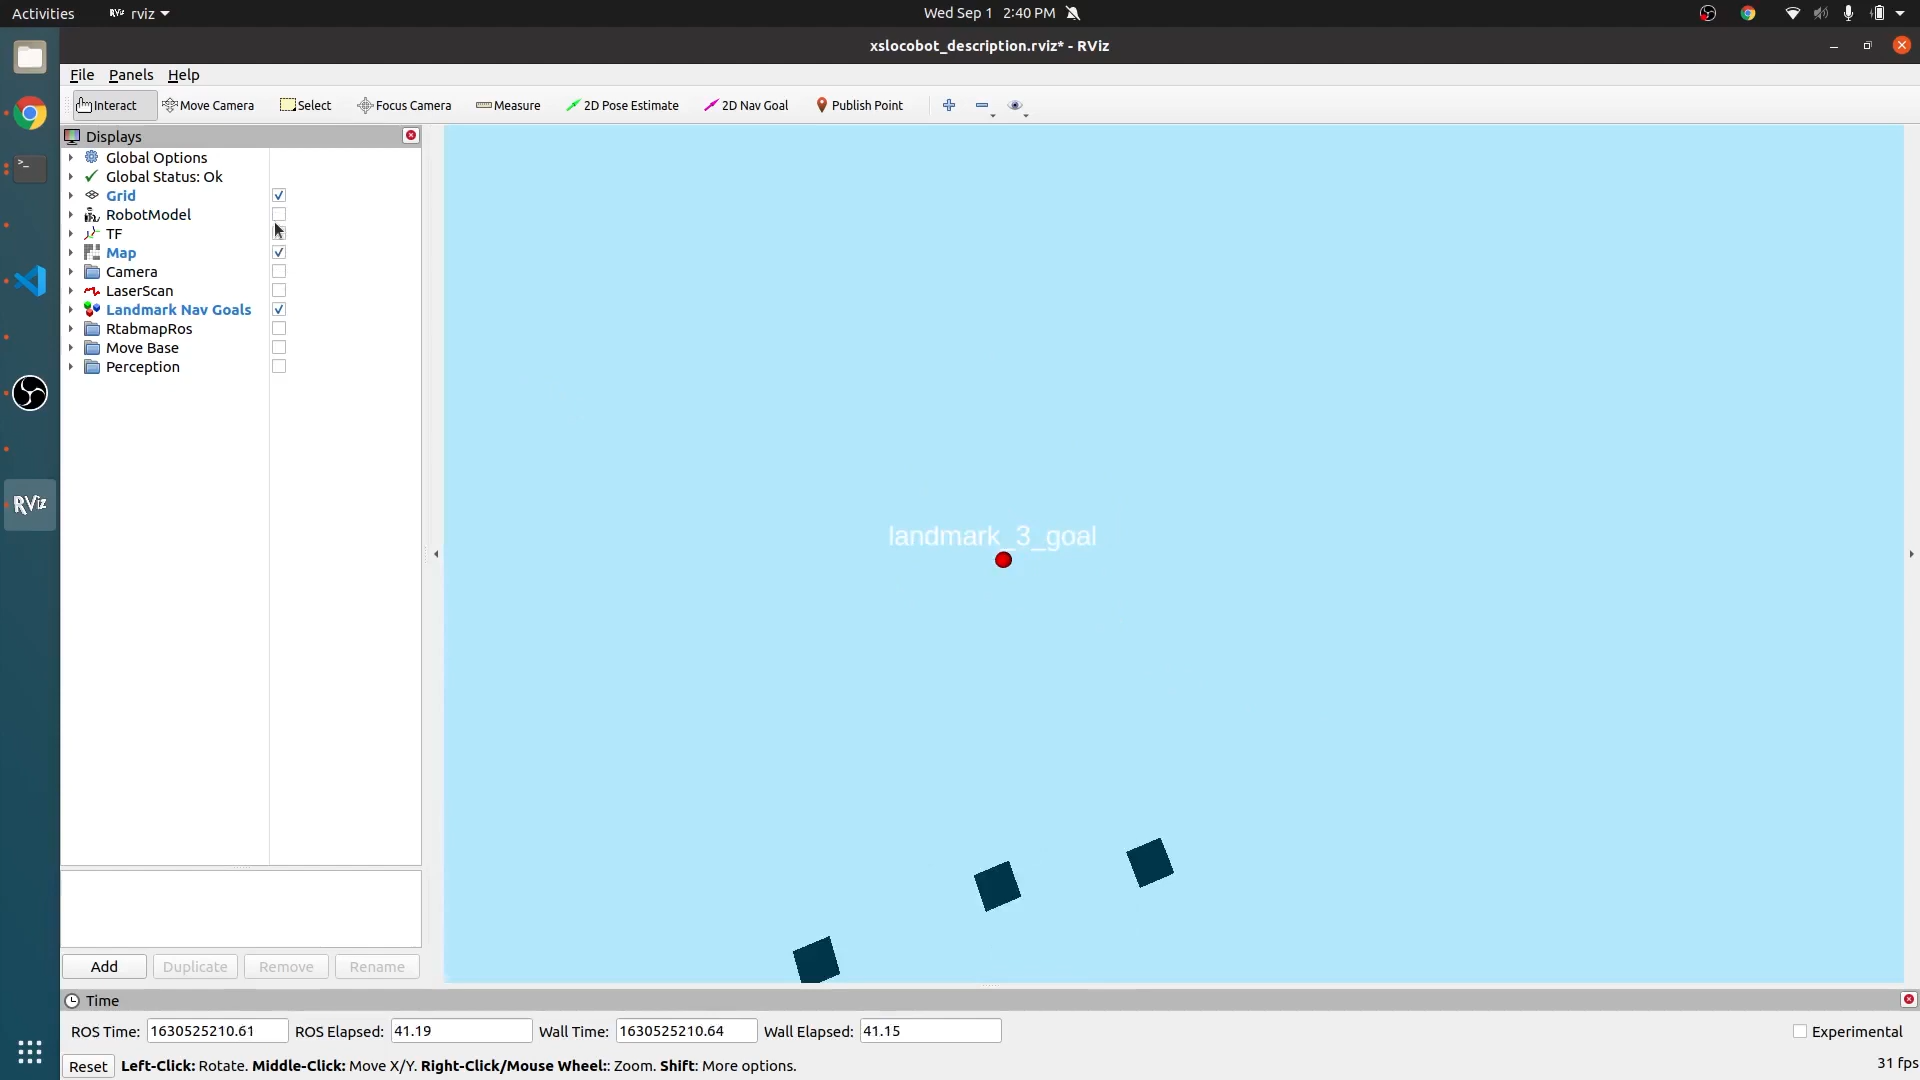 Activities
rviz
Wed Sep 1 2:40 PM
xslocobot_description.rviz* - RViz
File Panels Help
Interact Move Camera Select Focus Camera Measure 2D Pose Estimate 2D Nav Goal Publish Point
Displays
Global Options
Global Status: Ok
Grid
RobotModel
TF
Map
Camera
LaserScan
Landmark Nav Goals
RtabmapRos
Move Base
Perception
RViz
landmark_3_goal
Add Duplicate Remove Rename
Time
ROS Time: 1630525210.61 ROS Elapsed: 41.19 Wall Time: 1630525210.64 Wall Elapsed: 41.15 Experimental
Reset Left-Click: Rotate. Middle-Click: Move X/Y. Right-Click/Mouse Wheel:: Zoom. Shift: More options. 31 fps